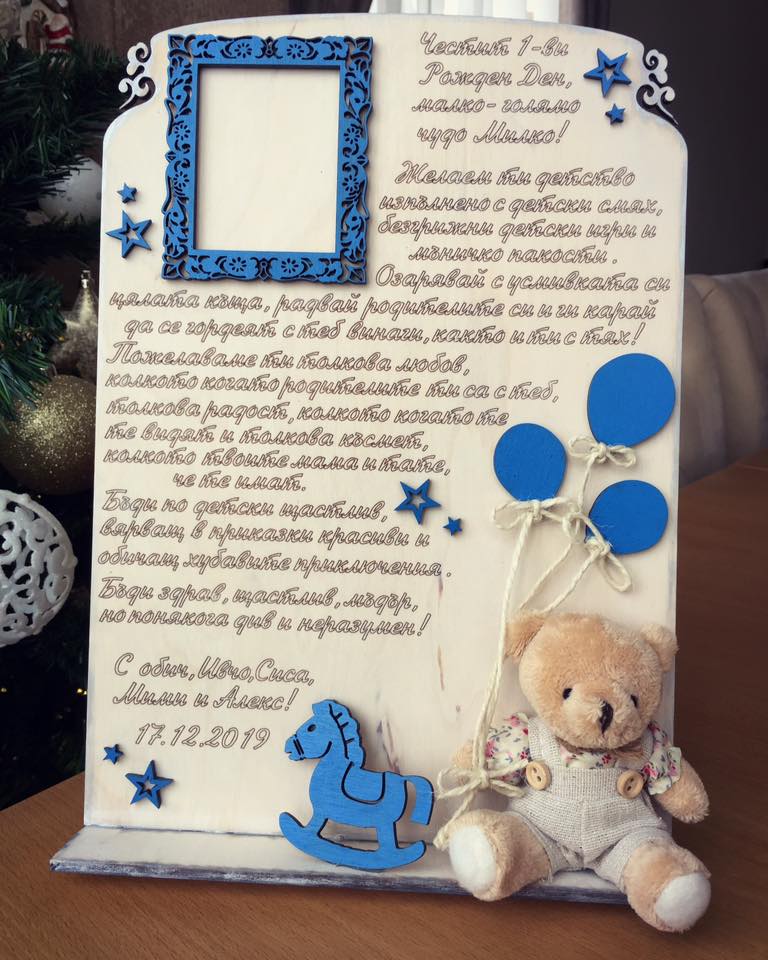 Честит 1-ви
Рожден Ден,
малко-голямо
чудо Милко!
Желаем ти детство
изпълнено с детски смях,
безгрижни детски игри и
мъничко пакости.
Озарявай с усмивката си
цялата къща, радвай родителите си и ги карай
да се гордеят с теб винаги, както и ти с тях!
Пожелаваме ти толкова любов,
колкото когато родителите ти са с теб,
толкова радост, колкото когато те
те видят и толкова късмет,
колкото твоите мама и тате,
че те имат.
Бъди по детски щастлив,
вярващ в приказки красиви и
обичащ хубавите приключения.
Бъди здрав, щастлив, мъдър,
но понякога див и неразумен!
С обич, Ивчо, Сиса,
Мими и Алекс!
17.12.2019